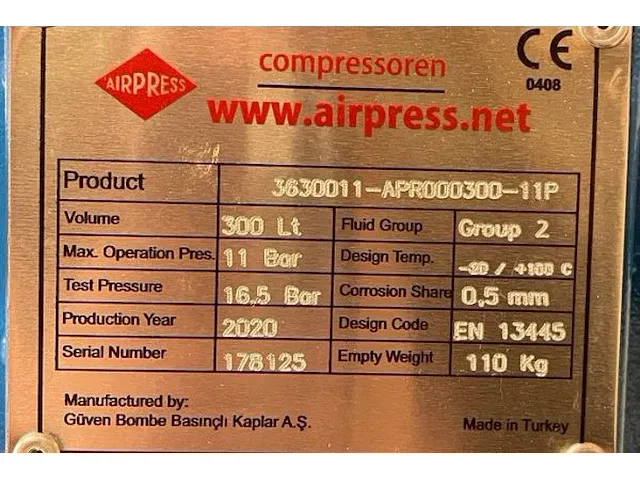 AIRPRESS
compressoren
www.airpress.net
CE
0408
Product 3630011-APR000300-11P
Volume 300 Lt Fluid Group Group 2
Max. Operation Pres. 11 Bar Design Temp. -20 / +100 C
Test Pressure 16,5 Bar Corrosion Share 0,5 mm
Production Year 2020 Design Code EN 13445
Serial Number 178125 Empty Weight 110 Kg
Manufactured by:
Güven Bombe Basınçlı Kaplar A.Ş. Made in Turkey